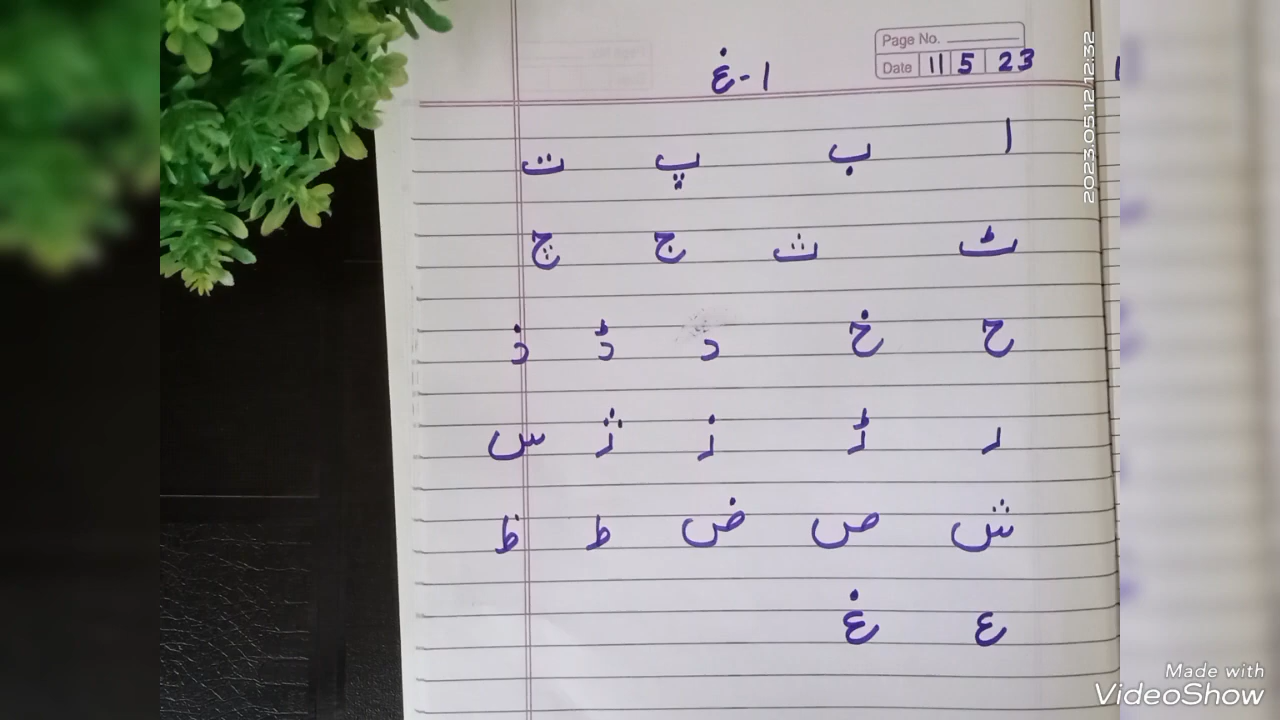 Page No.
Date 11 5 23
ا - غ
ا ب پ ت
ٹ ث ج چ
ح خ د ڈ ذ
ر ڑ ز ژ س
ش ص ض ط ظ
ع غ
2023.05.12 12:32
Made with
VideoShow